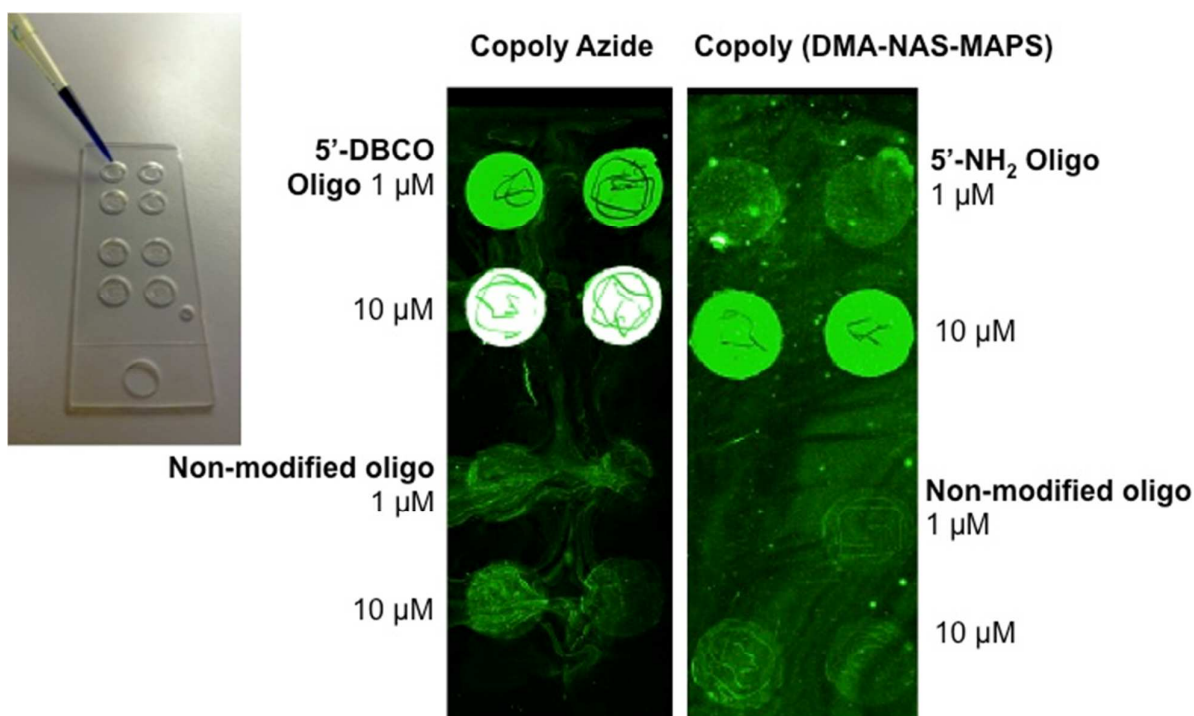 Copoly Azide
Copoly (DMA-NAS-MAPS)
5’-DBCO
Oligo 1 µM
10 µM
Non-modified oligo
1 µM
10 µM
5’-NH₂ Oligo
1 µM
10 µM
Non-modified oligo
1 µM
10 µM